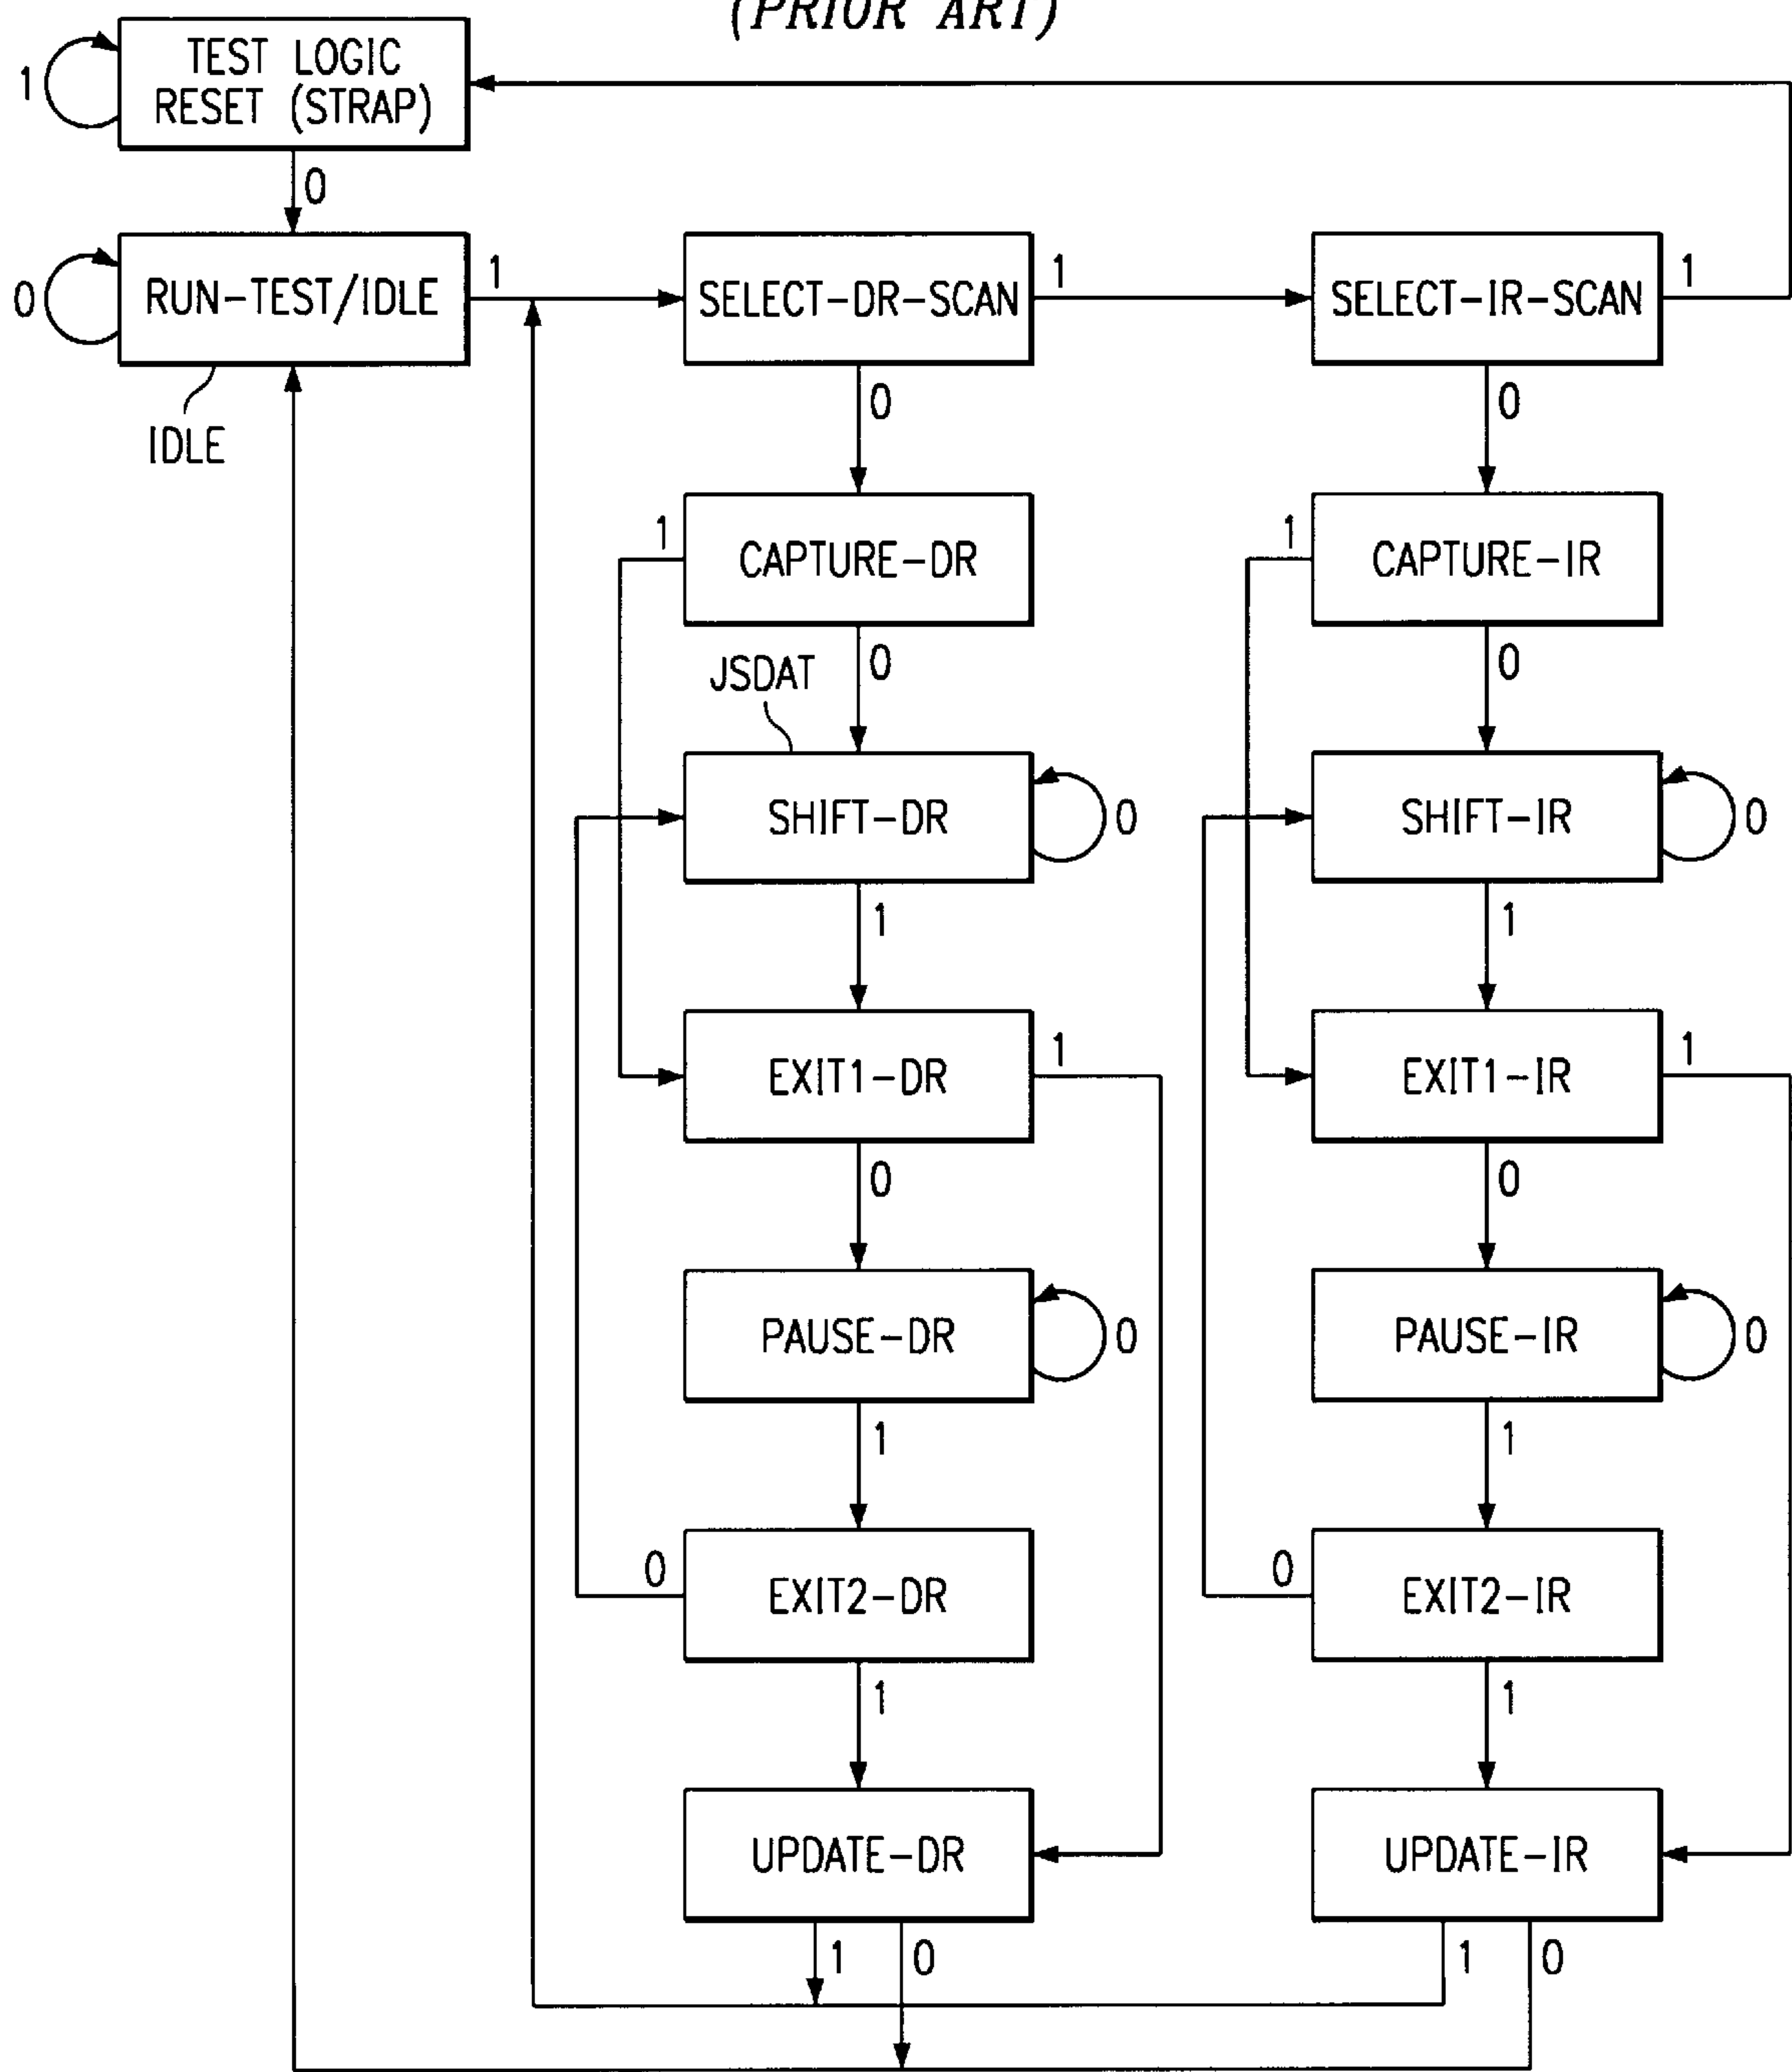 (PRIOR ART)
TEST LOGIC
RESET (STRAP)
1
0
RUN-TEST/IDLE
0
1
IDLE
SELECT-DR-SCAN
1
0
SELECT-IR-SCAN
1
0
CAPTURE-DR
1
0
CAPTURE-IR
1
0
JSDAT
SHIFT-DR
0
1
SHIFT-IR
0
1
EXIT1-DR
1
0
EXIT1-IR
1
0
PAUSE-DR
0
1
PAUSE-IR
0
1
EXIT2-DR
0
1
EXIT2-IR
0
1
UPDATE-DR
1
0
UPDATE-IR
1
0